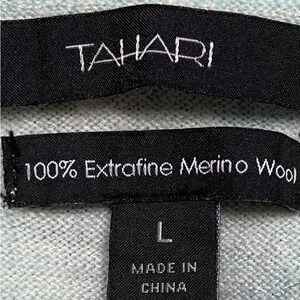 TAHARI
100% Extrafine Merino Wool
L
MADE IN
CHINA